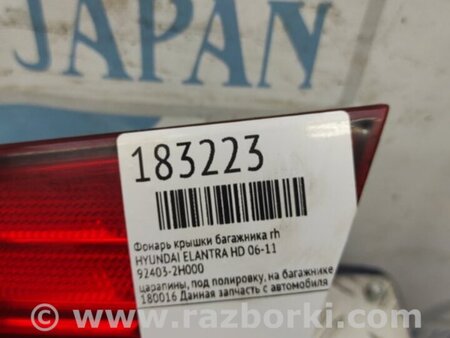 JAPAN
183223
Фонарь крышки багажника rh
HYUNDAI ELANTRA HD 06-11
92403-2H000
царапины, под полировку, на багажнике
180016 Данная запчасть с автомобиля
www.razborki.com